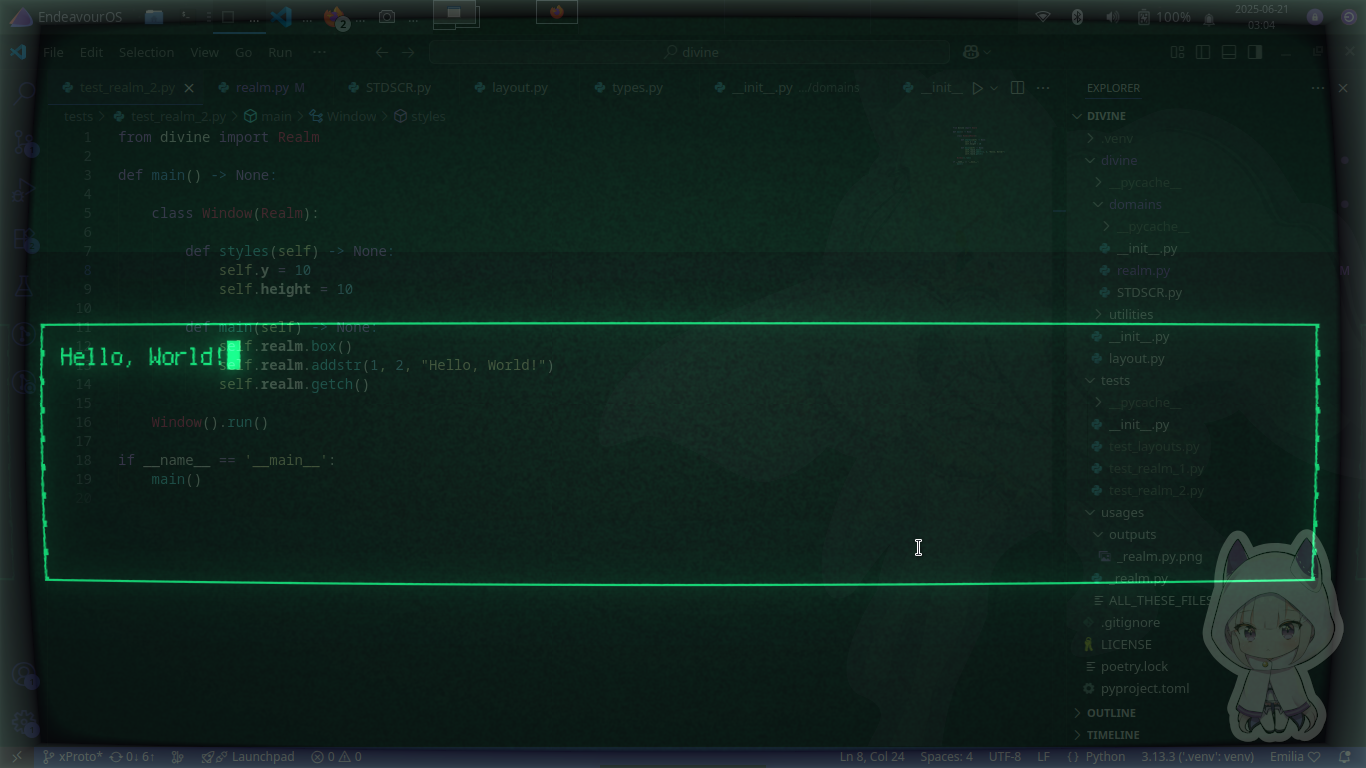 EndeavourOS
...
...
2
...
...
100%
2025-06-21
03:04
File Edit Selection View Go Run ···
divine
test_realm_2.py
realm.py M
STDSCR.py
layout.py
types.py
__init__.py .../domains
__init__
EXPLORER
tests > test_realm_2.py > main > Window > styles
DIVINE
1 from divine import Realm
2
3 def main() -> None:
4
5 class Window(Realm):
6
7 def styles(self) -> None:
8 self.y = 10
9 self.height = 10
10
11 def main(self) -> None:
self.realm.box()
Hello, World!
self.realm.addstr(1, 2, "Hello, World!")
14 self.realm.getch()
15
16 Window().run()
17
18 if __name__ == '__main__':
19 main()
.venv
divine
__pycache__
domains
__pycache__
__init__.py
realm.py
M
STDSCR.py
utilities
__init__.py
layout.py
tests
__pycache__
__init__.py
test_layouts.py
test_realm_1.py
test_realm_2.py
usages
outputs
_realm.py.png
_realm.py
ALL_THESE_FILES
.gitignore
LICENSE
poetry.lock
pyproject.toml
OUTLINE
TIMELINE
xProto* 0↓ 6↑ Launchpad 0 0 Ln 8, Col 24 Spaces: 4 UTF-8 LF { } Python 3.13.3 ('.venv': venv) Emilia ♡